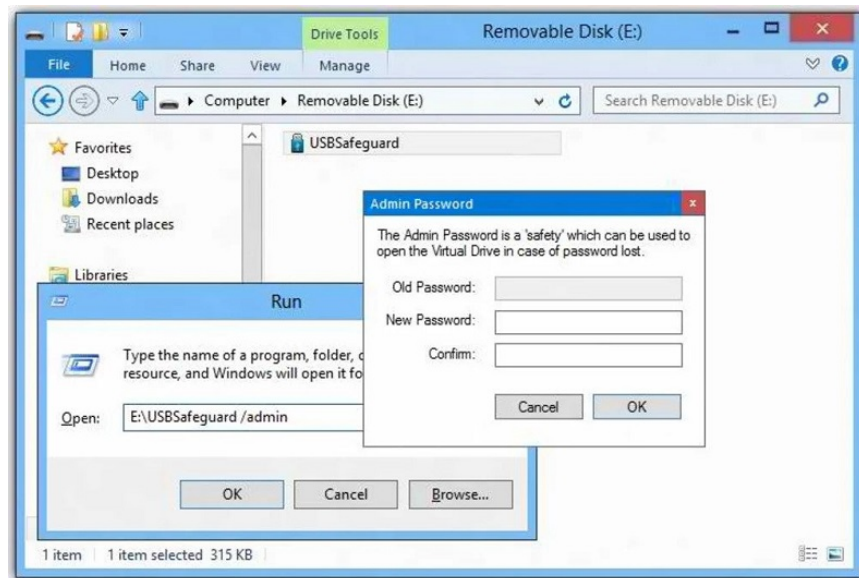 Drive Tools
Removable Disk (E:)
File Home Share View Manage
Computer Removable Disk (E:)
Search Removable Disk (E:)
Favorites
Desktop
Downloads
Recent places
Libraries
USBSafeguard
Admin Password
The Admin Password is a 'safety' which can be used to
open the Virtual Drive in case of password lost.
Old Password:
New Password:
Confirm:
Cancel OK
Run
Type the name of a program, folder,
resource, and Windows will open it
Open: E:\USBSafeguard /admin
OK Cancel Browse...
1 item 1 item selected 315 KB